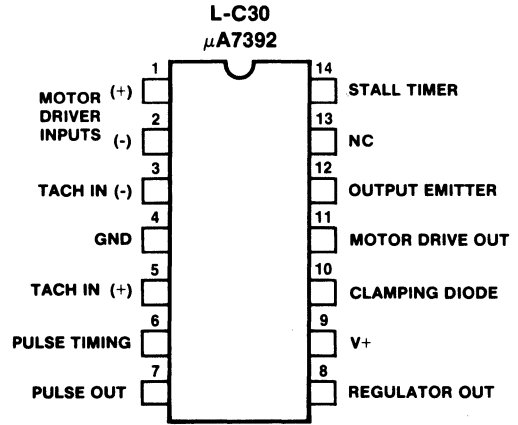 L-C30
μA7392
1
14
MOTOR DRIVER INPUTS
(+)
STALL TIMER
2
13
(-)
NC
3
12
TACH IN (-)
OUTPUT EMITTER
4
11
GND
MOTOR DRIVE OUT
5
10
TACH IN (+)
CLAMPING DIODE
6
9
PULSE TIMING
V+
7
8
PULSE OUT
REGULATOR OUT